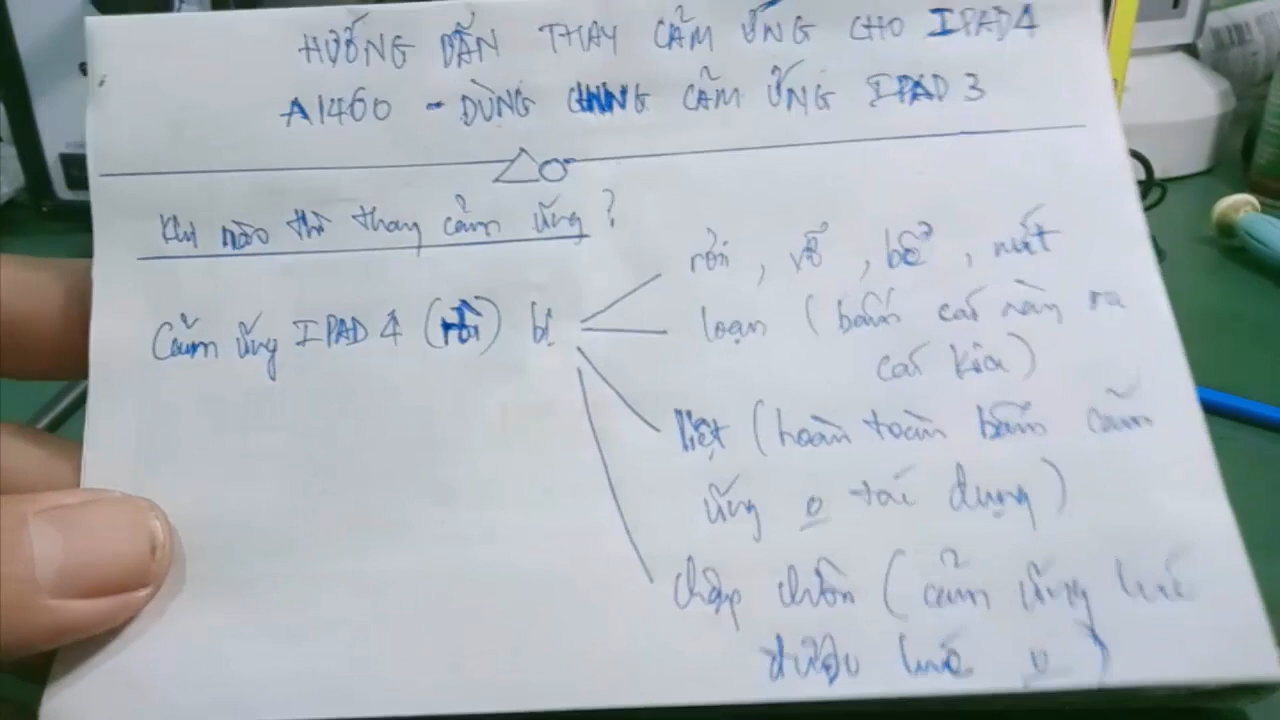 HƯỚNG DẪN THAY CẢM ỨNG CHO IPAD4
A1460 - DÙNG CHUNG CẢM ỨNG IPAD 3
Khi nào thì thay cảm ứng?
Cảm ứng IPAD 4 (rồi) bị
rơi, vỡ, bể, nứt
loạn (bấm cái này ra
cái kia)
liệt (hoàn toàn bấm cảm
ứng o tác dụng)
chập chờn (cảm ứng lúc
được lúc o)